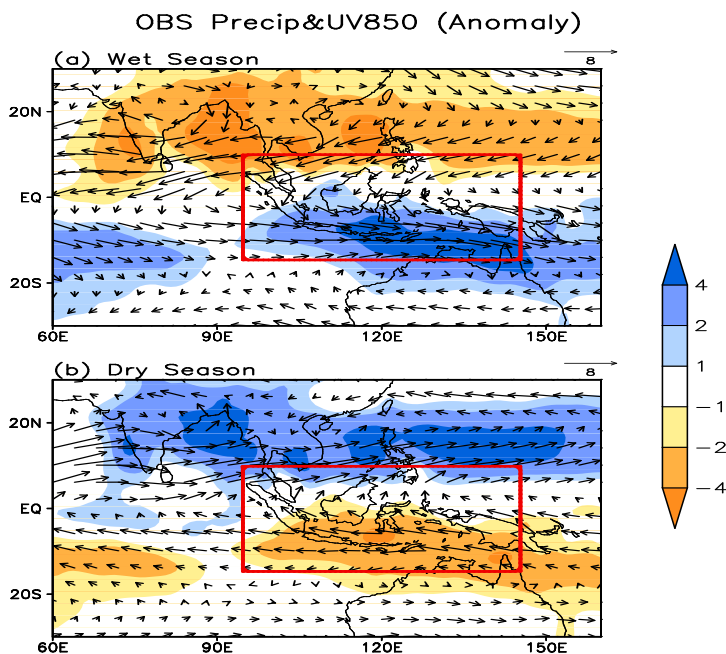 OBS Precip&UV850 (Anomaly)
(a) Wet Season
8
20N
EQ
20S
60E 90E 120E 150E
(b) Dry Season
8
20N
EQ
20S
60E 90E 120E 150E
4
2
1
−1
−2
−4